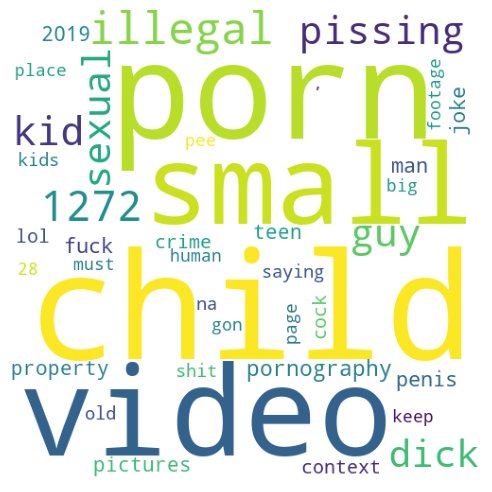 2019 illegal pissing
place sexual porn footage joke
kid pee
kids small man
big
1272 guy
lol fuck crime teen
human
28 must child saying
na
gon page cock
property video shit pornography penis
old keep
pictures context dick